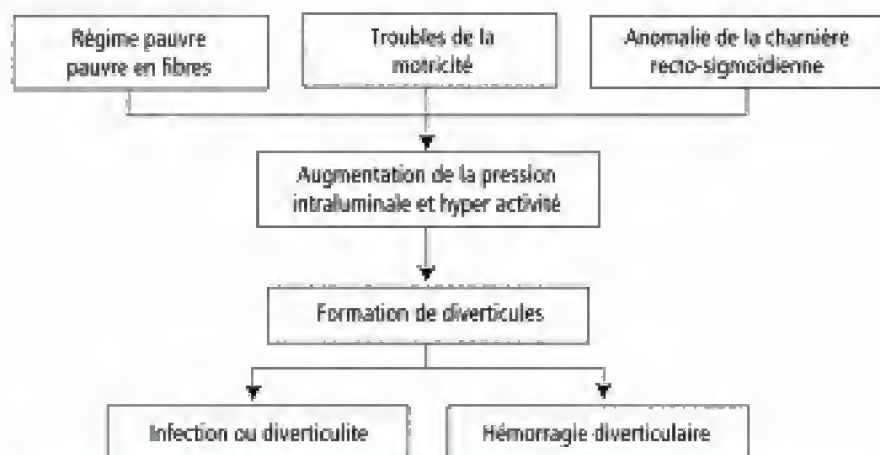 Régime pauvre
pauvre en fibres
Troubles de la
motricité
Anomalie de la charnière
recto-sigmoïdienne
Augmentation de la pression
intraluminale et hyper activité
Formation de diverticules
Infection ou diverticulite
Hémorragie diverticulaire